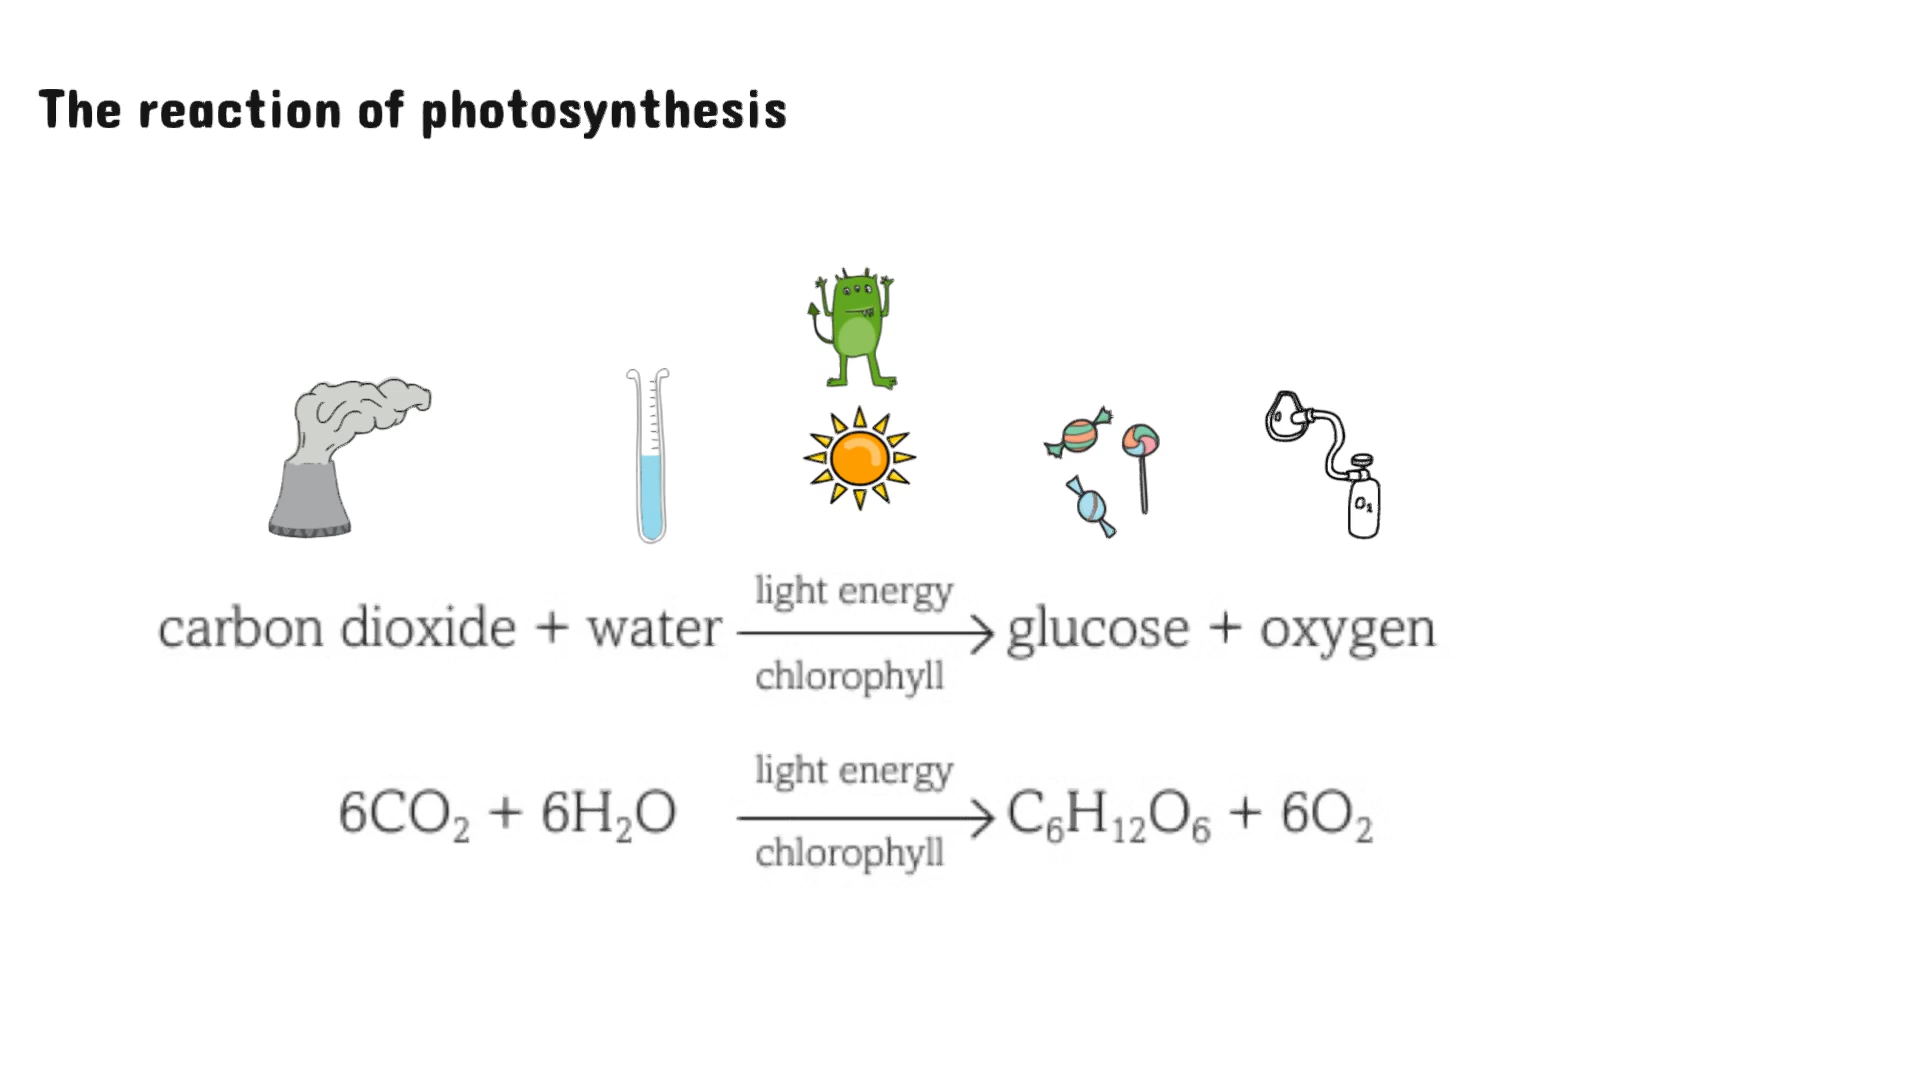 The reaction of photosynthesis
O₂
light energy
carbon dioxide + water → glucose + oxygen
chlorophyll
light energy
6CO₂ + 6H₂O → C₆H₁₂O₆ + 6O₂
chlorophyll